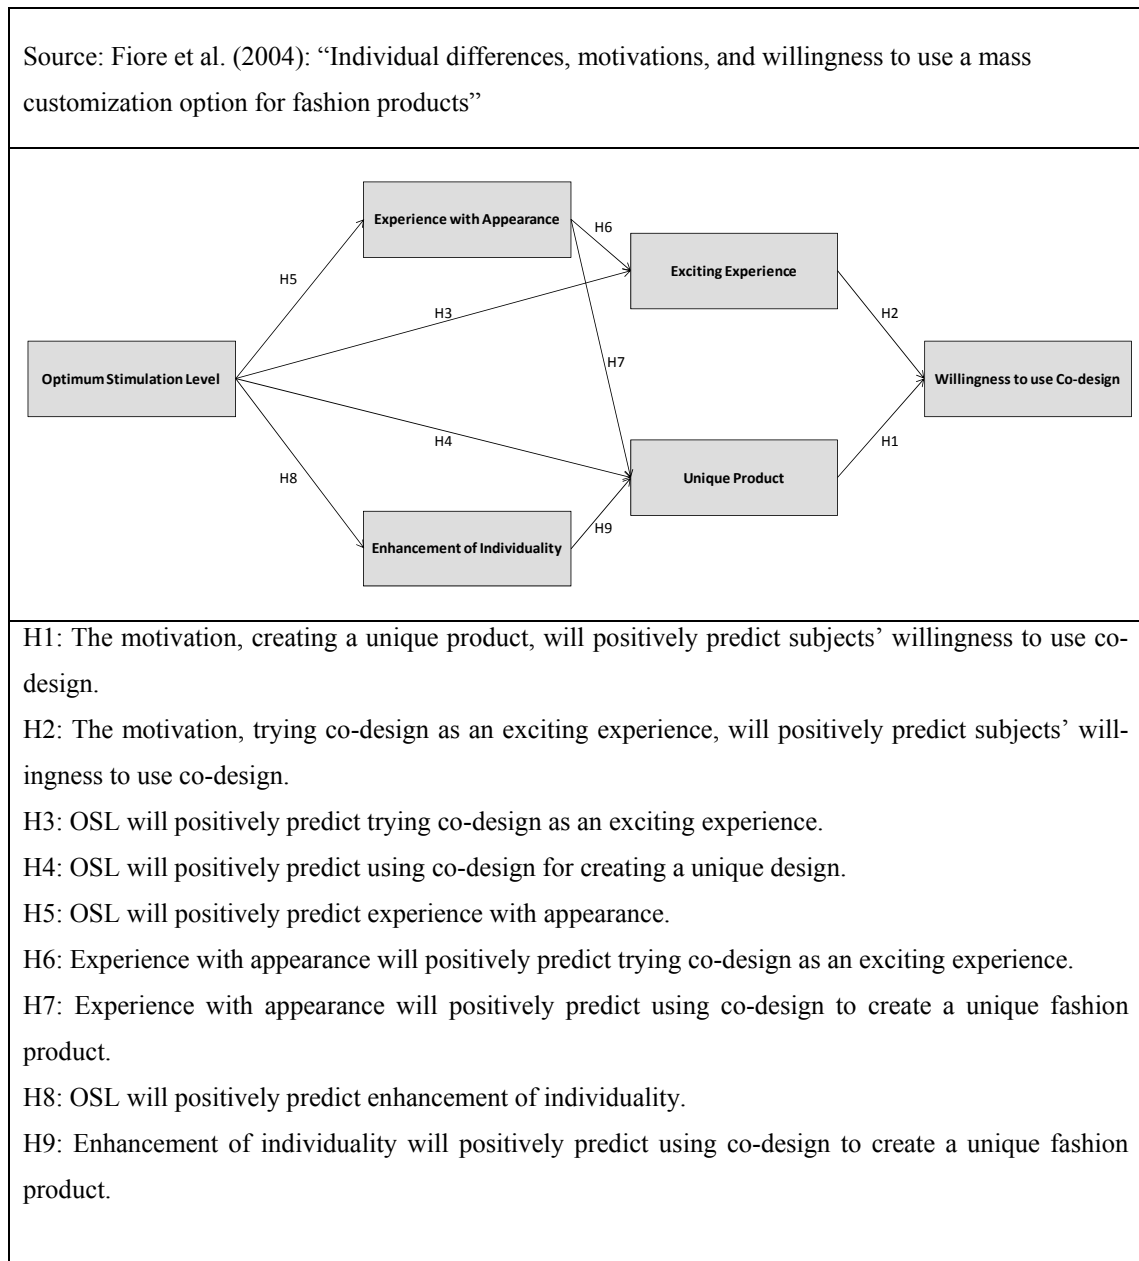 Source: Fiore et al. (2004): “Individual differences, motivations, and willingness to use a mass
customization option for fashion products”
Experience with Appearance
H6
Exciting Experience
H5
H3
H2
H7
Optimum Stimulation Level
Willingness to use Co-design
H4
H1
H8
Unique Product
H9
Enhancement of Individuality
H1: The motivation, creating a unique product, will positively predict subjects’ willingness to use co-
design.
H2: The motivation, trying co-design as an exciting experience, will positively predict subjects’ will-
ingness to use co-design.
H3: OSL will positively predict trying co-design as an exciting experience.
H4: OSL will positively predict using co-design for creating a unique design.
H5: OSL will positively predict experience with appearance.
H6: Experience with appearance will positively predict trying co-design as an exciting experience.
H7: Experience with appearance will positively predict using co-design to create a unique fashion
product.
H8: OSL will positively predict enhancement of individuality.
H9: Enhancement of individuality will positively predict using co-design to create a unique fashion
product.